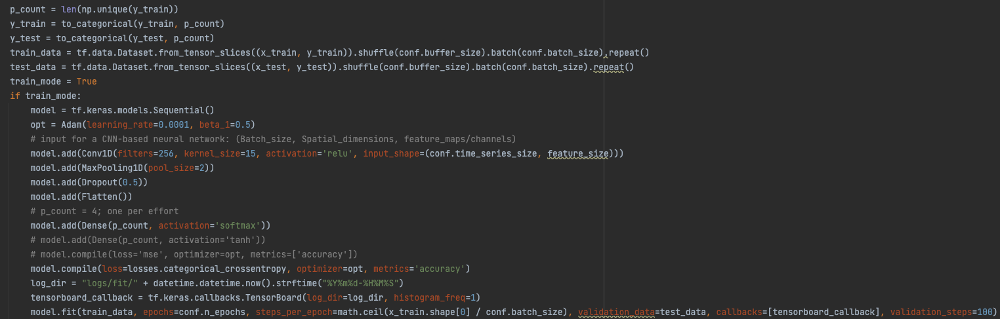 p_count = len(np.unique(y_train))
y_train = to_categorical(y_train, p_count)
y_test = to_categorical(y_test, p_count)
train_data = tf.data.Dataset.from_tensor_slices((x_train, y_train)).shuffle(conf.buffer_size).batch(conf.batch_size).repeat()
test_data = tf.data.Dataset.from_tensor_slices((x_test, y_test)).shuffle(conf.buffer_size).batch(conf.batch_size).repeat()
train_mode = True
if train_mode:
    model = tf.keras.models.Sequential()
    opt = Adam(learning_rate=0.0001, beta_1=0.5)
    # input for a CNN-based neural network: (Batch_size, Spatial_dimensions, feature_maps/channels)
    model.add(Conv1D(filters=256, kernel_size=15, activation='relu', input_shape=(conf.time_series_size, feature_size)))
    model.add(MaxPooling1D(pool_size=2))
    model.add(Dropout(0.5))
    model.add(Flatten())
    # p_count = 4; one per effort
    model.add(Dense(p_count, activation='softmax'))
    # model.add(Dense(p_count, activation='tanh'))
    # model.compile(loss='mse', optimizer=opt, metrics=['accuracy'])
    model.compile(loss=losses.categorical_crossentropy, optimizer=opt, metrics='accuracy')
    log_dir = "logs/fit/" + datetime.datetime.now().strftime("%Y%m%d-%H%M%S")
    tensorboard_callback = tf.keras.callbacks.TensorBoard(log_dir=log_dir, histogram_freq=1)
    model.fit(train_data, epochs=conf.n_epochs, steps_per_epoch=math.ceil(x_train.shape[0] / conf.batch_size), validation_data=test_data, callbacks=[tensorboard_callback], validation_steps=100)